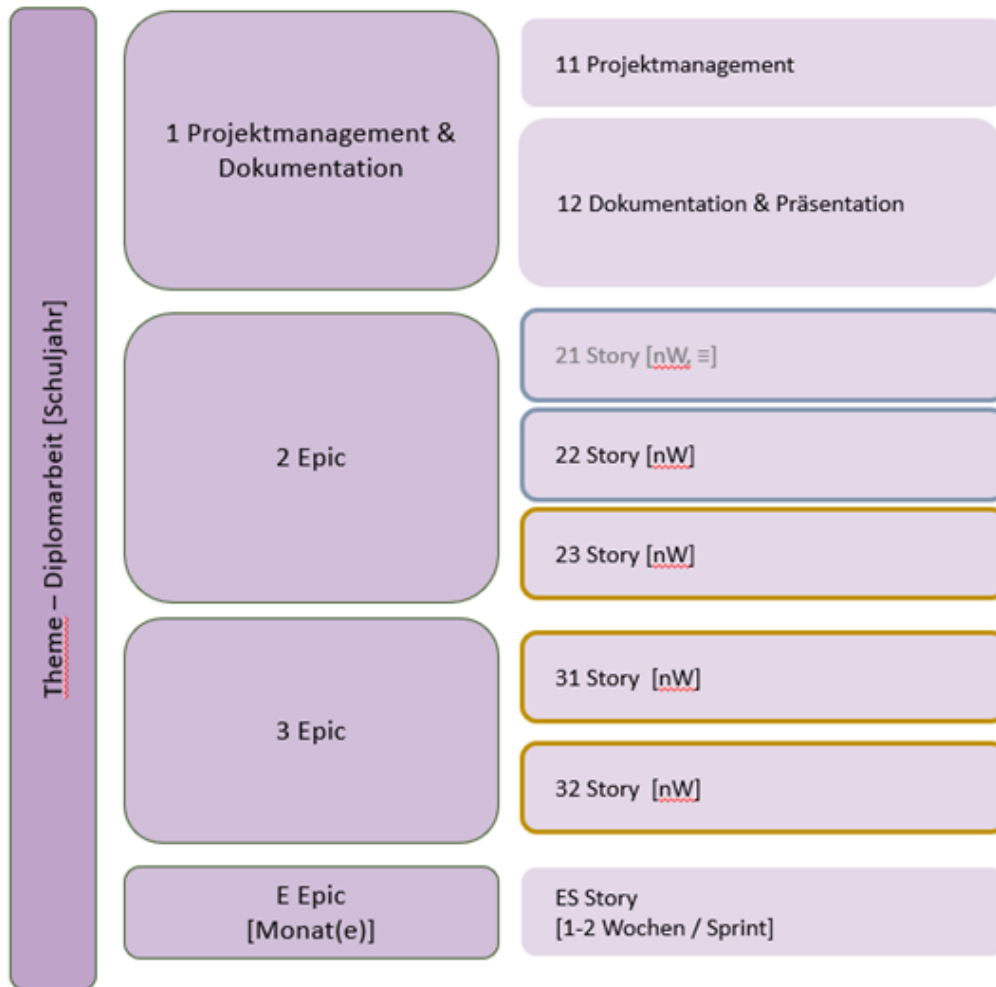 Theme – Diplomarbeit [Schuljahr]
1 Projektmanagement &
Dokumentation
11 Projektmanagement
12 Dokumentation & Präsentation
2 Epic
21 Story [nW, ≡]
22 Story [nW]
23 Story [nW]
3 Epic
31 Story  [nW]
32 Story  [nW]
E Epic
[Monat(e)]
ES Story
[1-2 Wochen / Sprint]